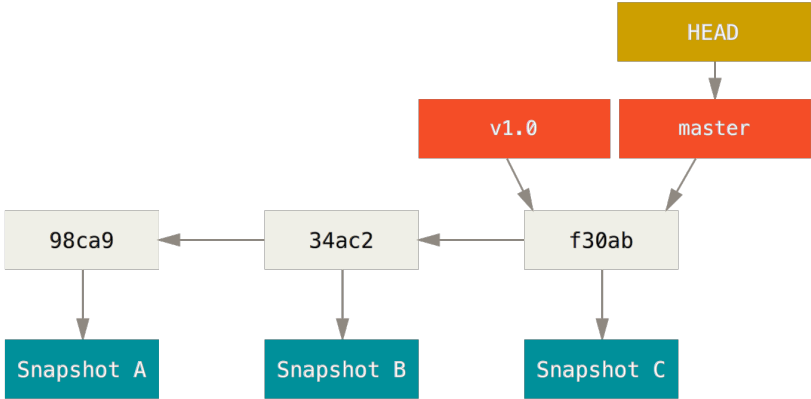 HEAD
v1.0
master
98ca9
34ac2
f30ab
Snapshot A
Snapshot B
Snapshot C